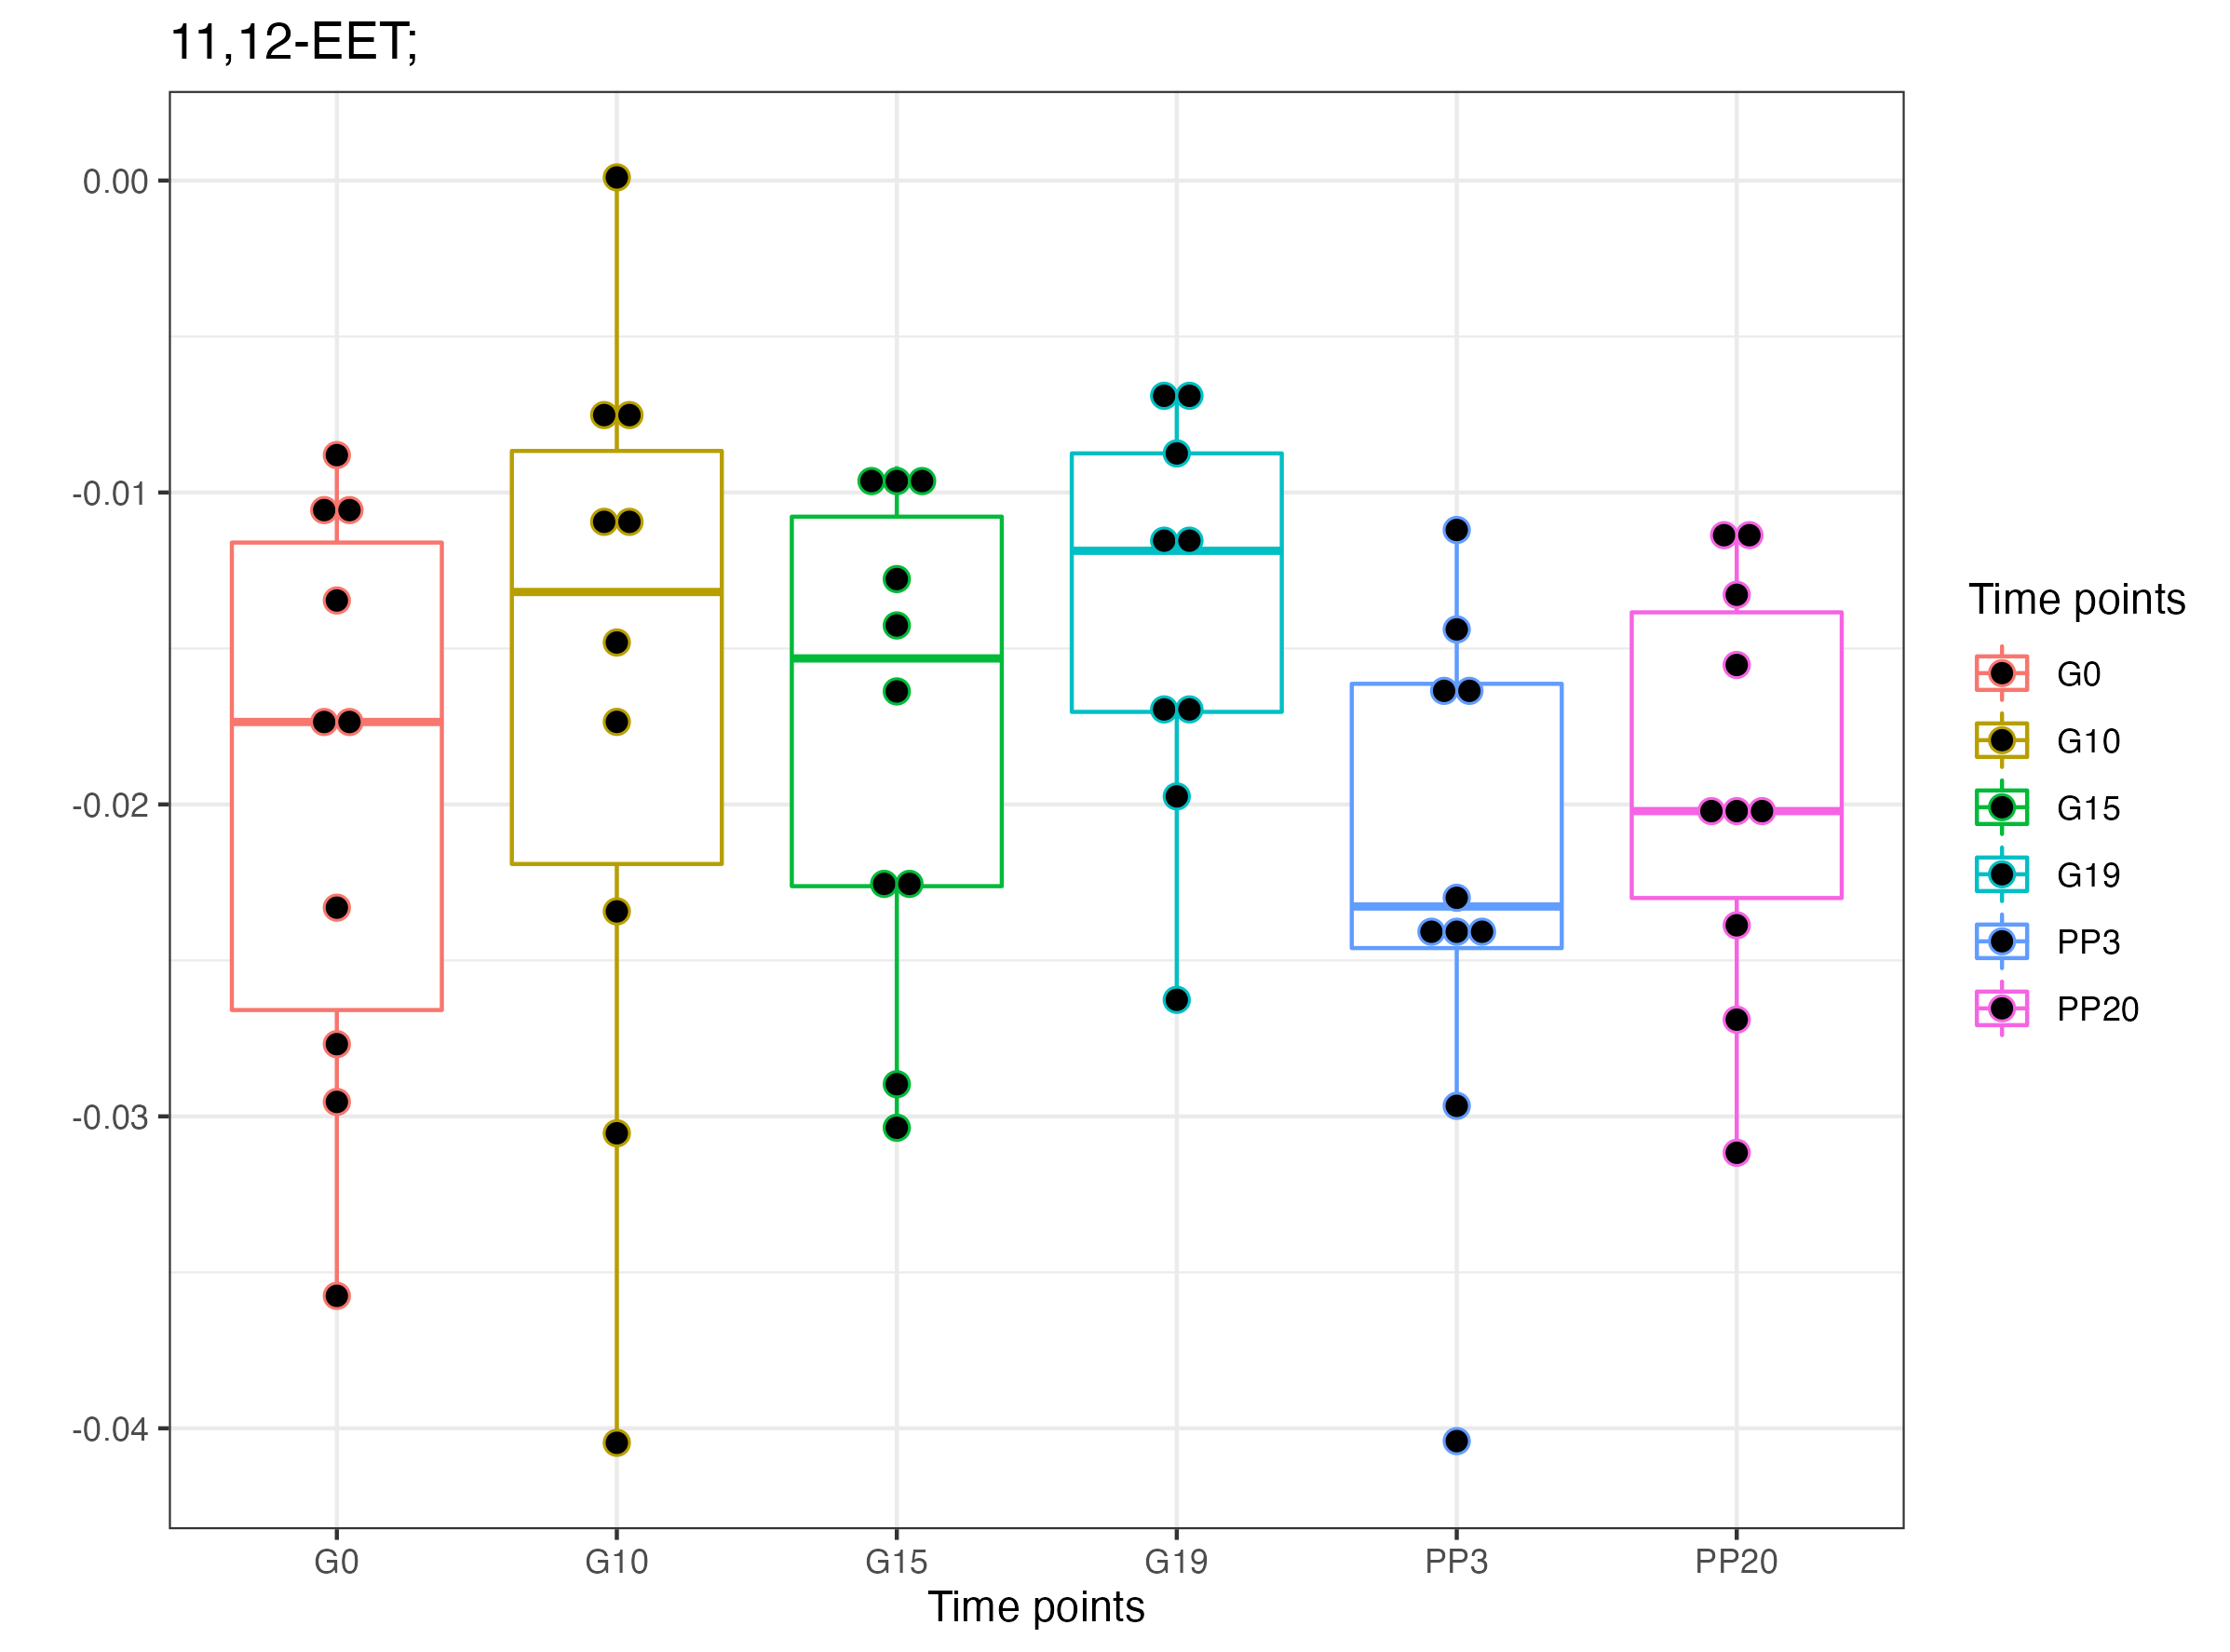 11,12-EET;
0.00
-0.01
-0.02
-0.03
-0.04
G0 G10 G15 G19 PP3 PP20
Time points
Time points
G0
G10
G15
G19
PP3
PP20